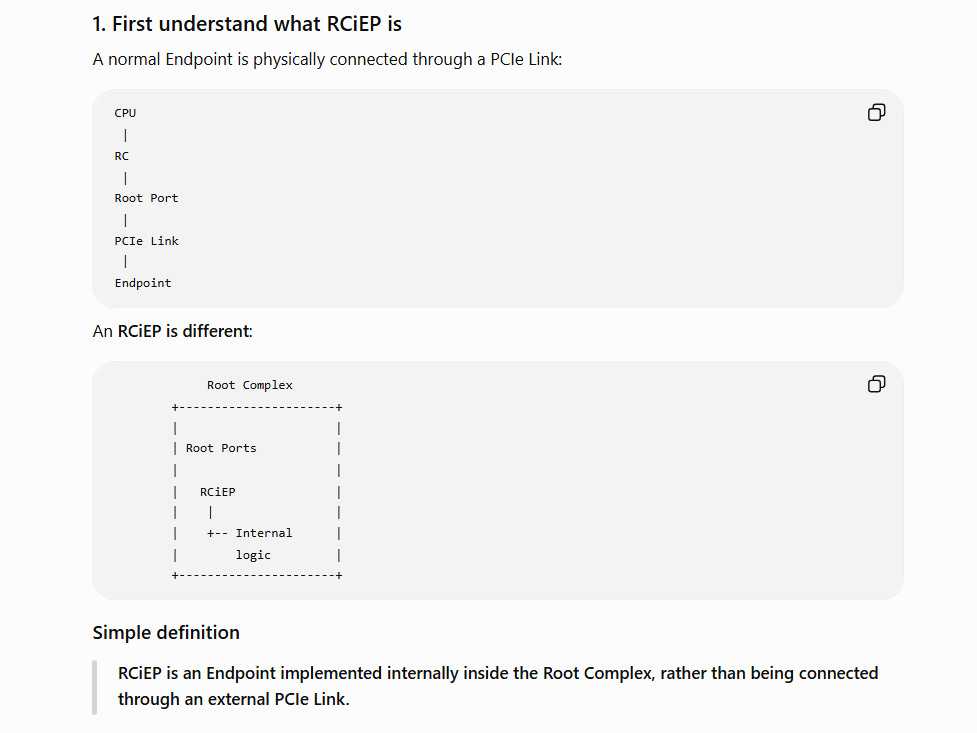 1. First understand what RCiEP is
A normal Endpoint is physically connected through a PCIe Link:
CPU
|
RC
|
Root Port
|
PCIe Link
|
Endpoint
An RCiEP is different:
Root Complex
+----------------------+
|                      |
| Root Ports           |
|                      |
|   RCiEP              |
|    |                 |
|    +-- Internal      |
|        logic         |
+----------------------+
Simple definition
RCiEP is an Endpoint implemented internally inside the Root Complex, rather than being connected
through an external PCIe Link.